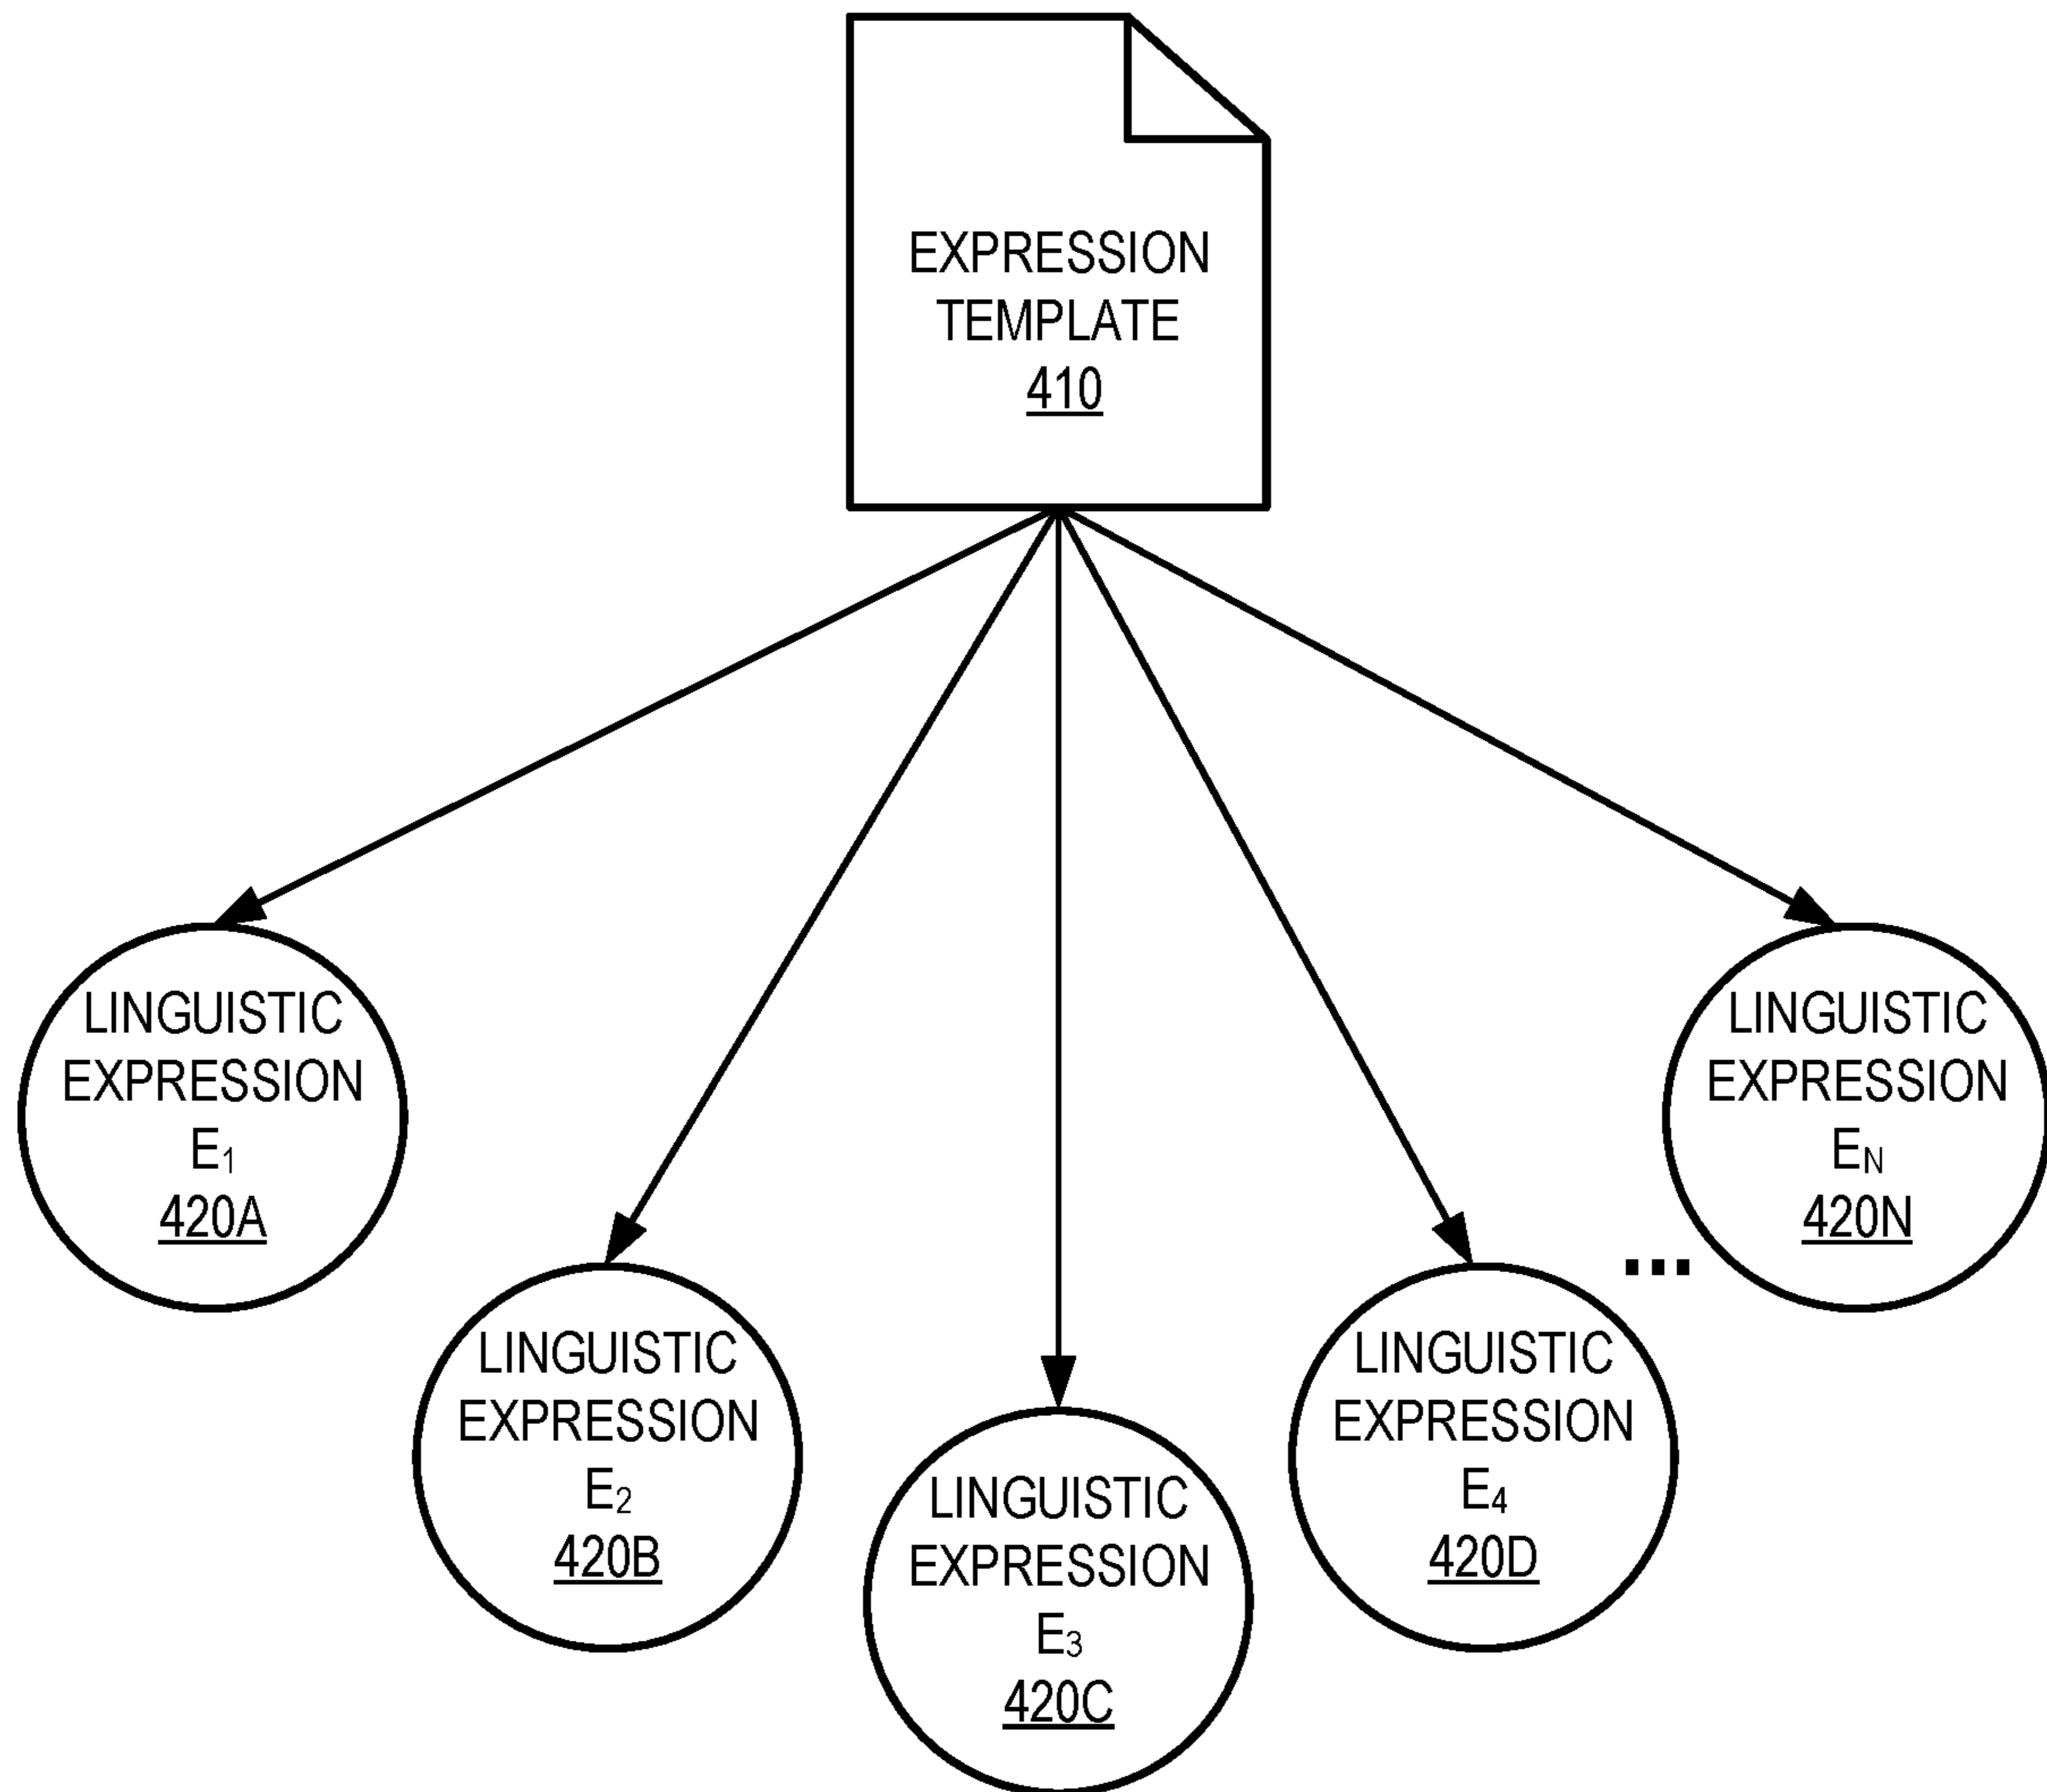 EXPRESSION
TEMPLATE
410
LINGUISTIC
EXPRESSION
E₁
420A
LINGUISTIC
EXPRESSION
E₂
420B
LINGUISTIC
EXPRESSION
E₃
420C
LINGUISTIC
EXPRESSION
E₄
420D
...
LINGUISTIC
EXPRESSION
E_N
420N